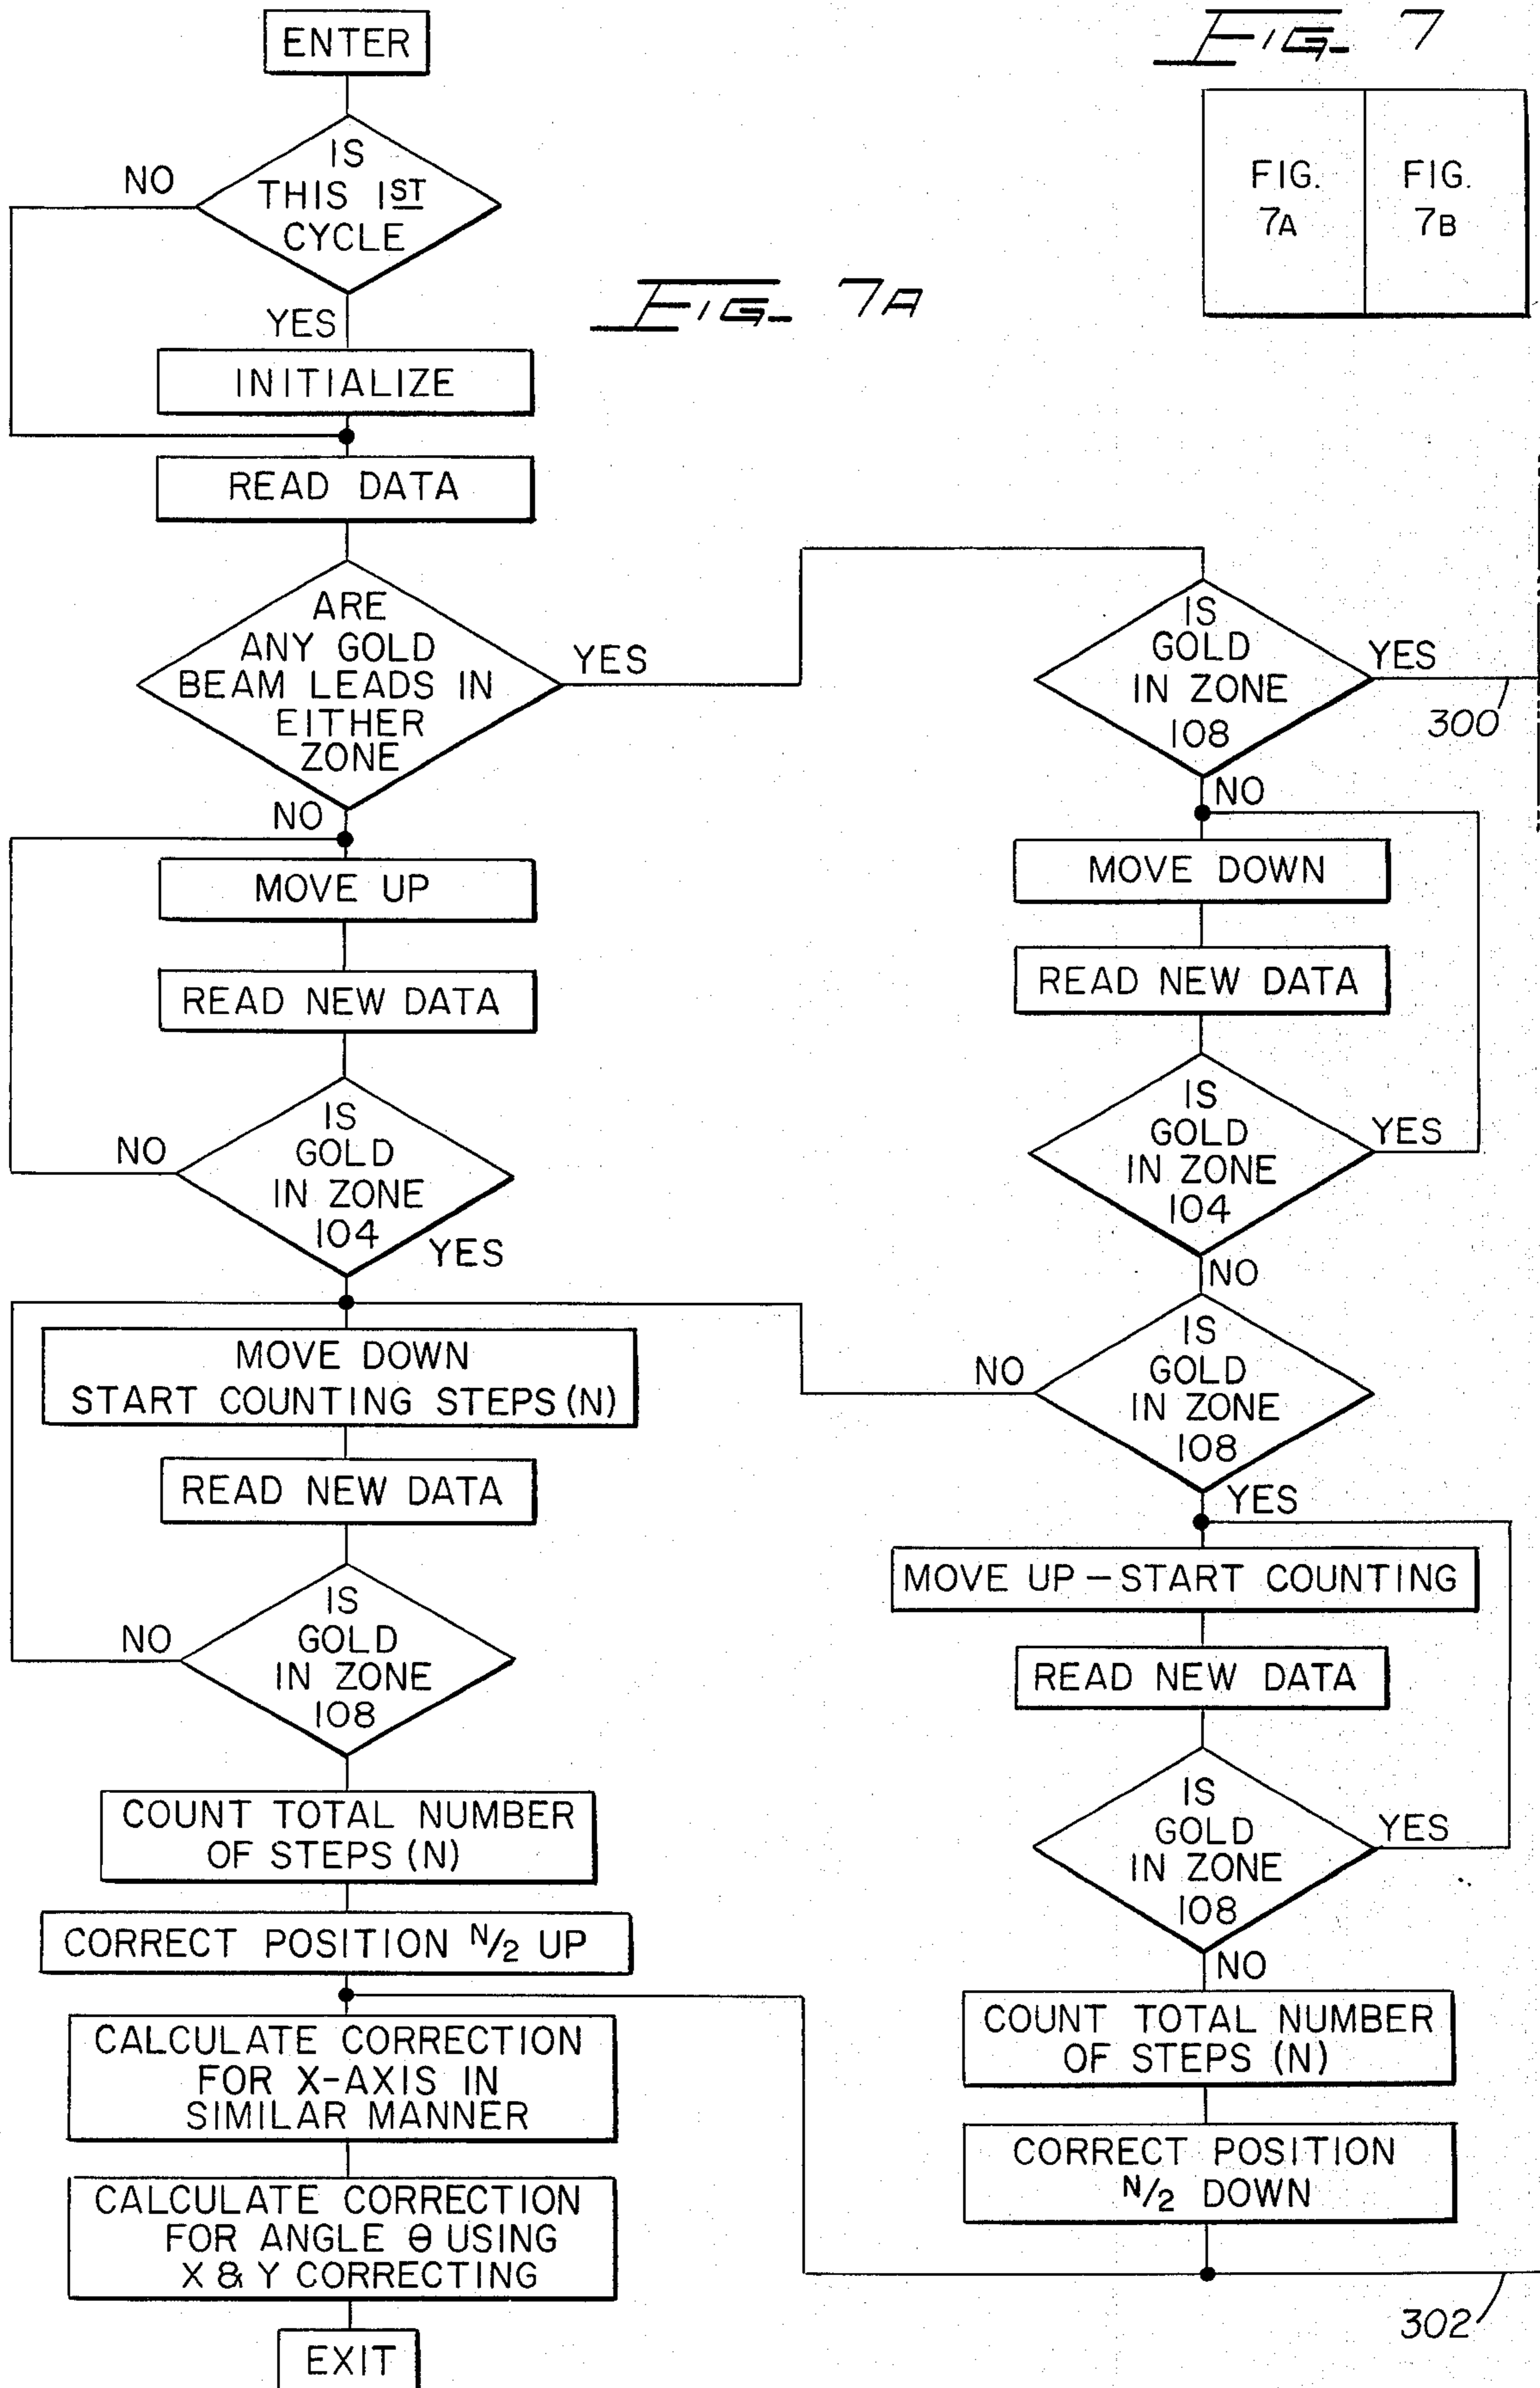 ENTER
FIG. 7
FIG.
7A
FIG.
7B
IS
THIS 1ST
CYCLE
NO
YES
FIG. 7A
INITIALIZE
READ DATA
ARE
ANY GOLD
BEAM LEADS IN
EITHER
ZONE
YES
NO
MOVE UP
READ NEW DATA
IS
GOLD
IN ZONE
104
NO
YES
MOVE DOWN
START COUNTING STEPS (N)
READ NEW DATA
IS
GOLD
IN ZONE
108
NO
COUNT TOTAL NUMBER
OF STEPS (N)
CORRECT POSITION N/2 UP
CALCULATE CORRECTION
FOR X-AXIS IN
SIMILAR MANNER
CALCULATE CORRECTION
FOR ANGLE Θ USING
X & Y CORRECTING
EXIT
IS
GOLD
IN ZONE
108
YES
300
NO
MOVE DOWN
READ NEW DATA
IS
GOLD
IN ZONE
104
YES
NO
IS
GOLD
IN ZONE
108
NO
YES
MOVE UP – START COUNTING
READ NEW DATA
IS
GOLD
IN ZONE
108
YES
NO
COUNT TOTAL NUMBER
OF STEPS (N)
CORRECT POSITION
N/2 DOWN
302